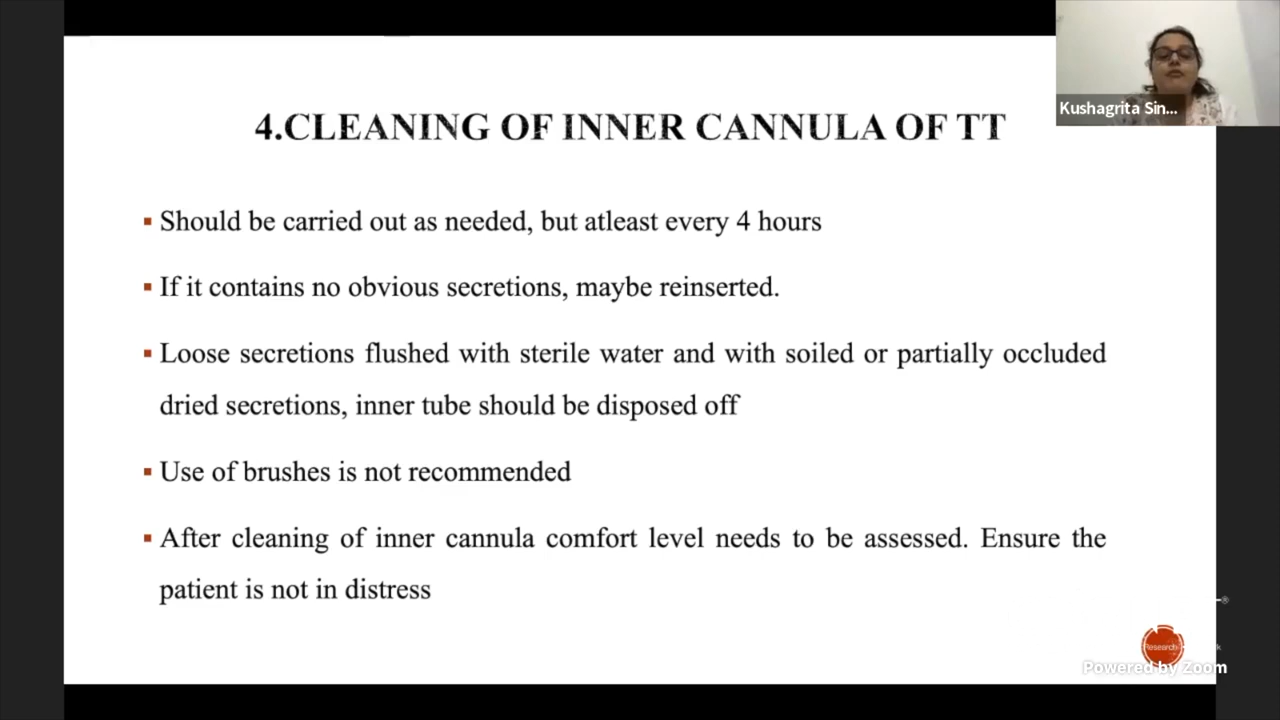 4.CLEANING OF INNER CANNULA OF TT
Kushagrita Sin...
▪ Should be carried out as needed, but atleast every 4 hours
▪ If it contains no obvious secretions, maybe reinserted.
▪ Loose secretions flushed with sterile water and with soiled or partially occluded
dried secretions, inner tube should be disposed off
▪ Use of brushes is not recommended
▪ After cleaning of inner cannula comfort level needs to be assessed. Ensure the
patient is not in distress
Research
Powered by Zoom